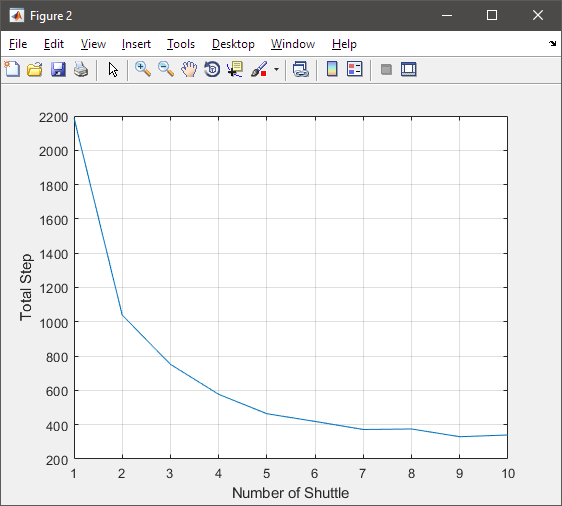 Figure 2
File Edit View Insert Tools Desktop Window Help
2200
2000
1800
1600
1400
1200
1000
800
600
400
200
Total Step
1 2 3 4 5 6 7 8 9 10
Number of Shuttle